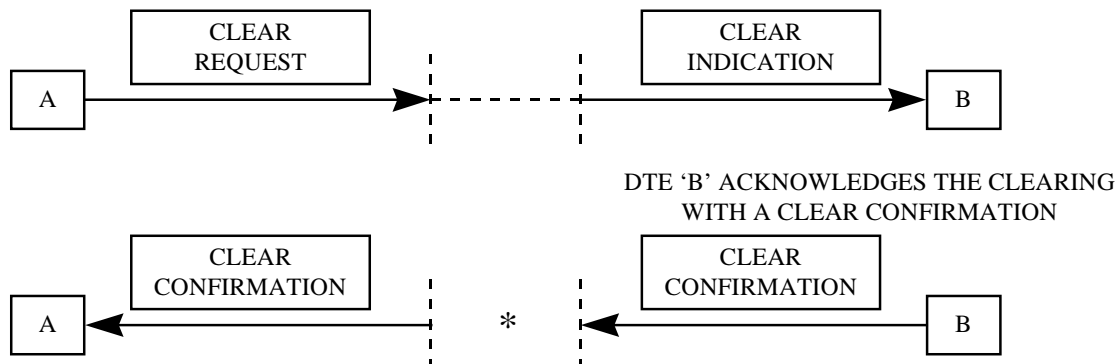 CLEAR
REQUEST
CLEAR
INDICATION
A
B
DTE ‘B’ ACKNOWLEDGES THE CLEARING
WITH A CLEAR CONFIRMATION
CLEAR
CONFIRMATION
CLEAR
CONFIRMATION
A
*
B